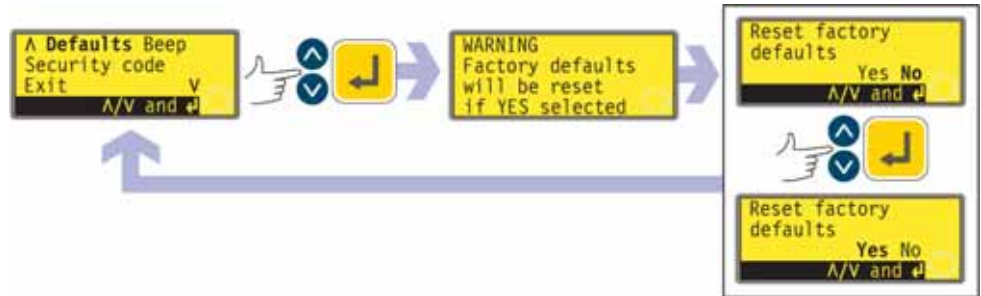 Λ Defaults Beep
Security code
Exit V
Λ/V and ↵
WARNING
Factory defaults
will be reset
if YES selected
Reset factory
defaults
Yes No
Λ/V and ↵
Reset factory
defaults
Yes No
Λ/V and ↵